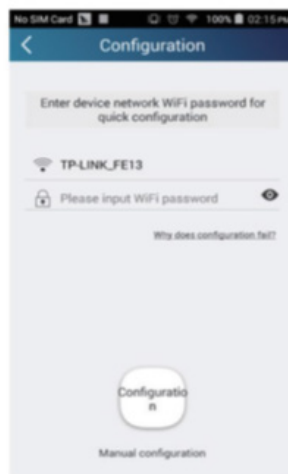 No SIM Card 100% 02:15 PM
Configuration
Enter device network WiFi password for
quick configuration
TP-LINK_FE13
Please input WiFi password
Why does configuration fail?
Configuratio
n
Manual configuration